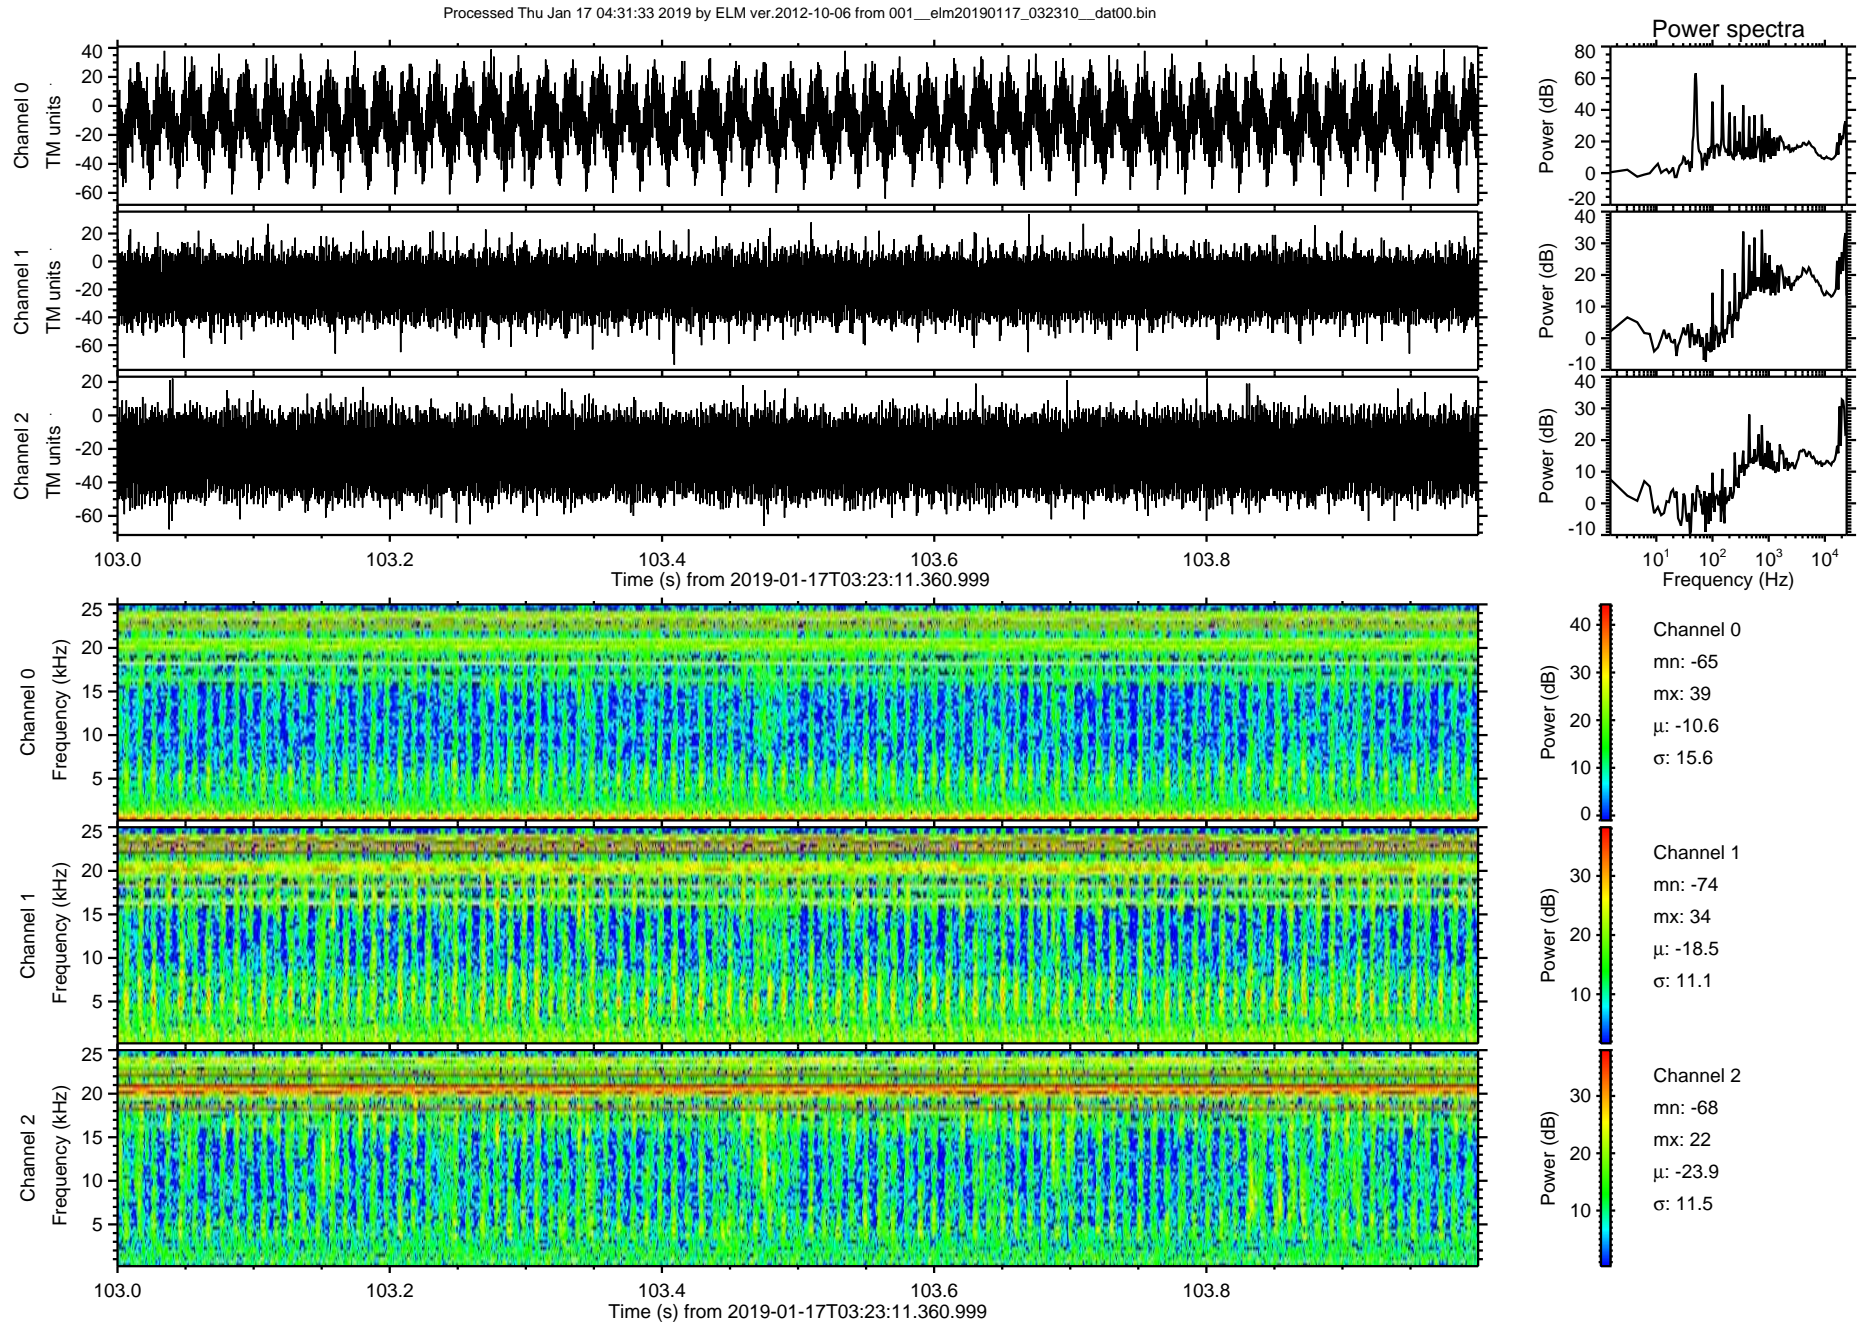 Processed Thu Jan 17 04:31:33 2019 by ELM ver.2012-10-06 from 001__elm20190117_032310__dat00.bin
Power spectra
Channel 0
TM units
40
20
0
-20
-40
-60
Power (dB)
80
60
40
20
0
-20
Channel 1
TM units
20
0
-20
-40
-60
Power (dB)
40
30
20
10
0
-10
Channel 2
TM units
20
0
-20
-40
-60
Power (dB)
40
30
20
10
0
-10
103.0 103.2 103.4 103.6 103.8
Time (s) from 2019-01-17T03:23:11.360.999
10¹ 10² 10³ 10⁴
Frequency (Hz)
Channel 0
Frequency (kHz)
25
20
15
10
5
Power (dB)
40
30
20
10
0
Channel 0
mn: -65
mx: 39
μ: -10.6
σ: 15.6
Channel 1
Frequency (kHz)
25
20
15
10
5
Power (dB)
30
20
10
Channel 1
mn: -74
mx: 34
μ: -18.5
σ: 11.1
Channel 2
Frequency (kHz)
25
20
15
10
5
Power (dB)
30
20
10
Channel 2
mn: -68
mx: 22
μ: -23.9
σ: 11.5
103.0 103.2 103.4 103.6 103.8
Time (s) from 2019-01-17T03:23:11.360.999